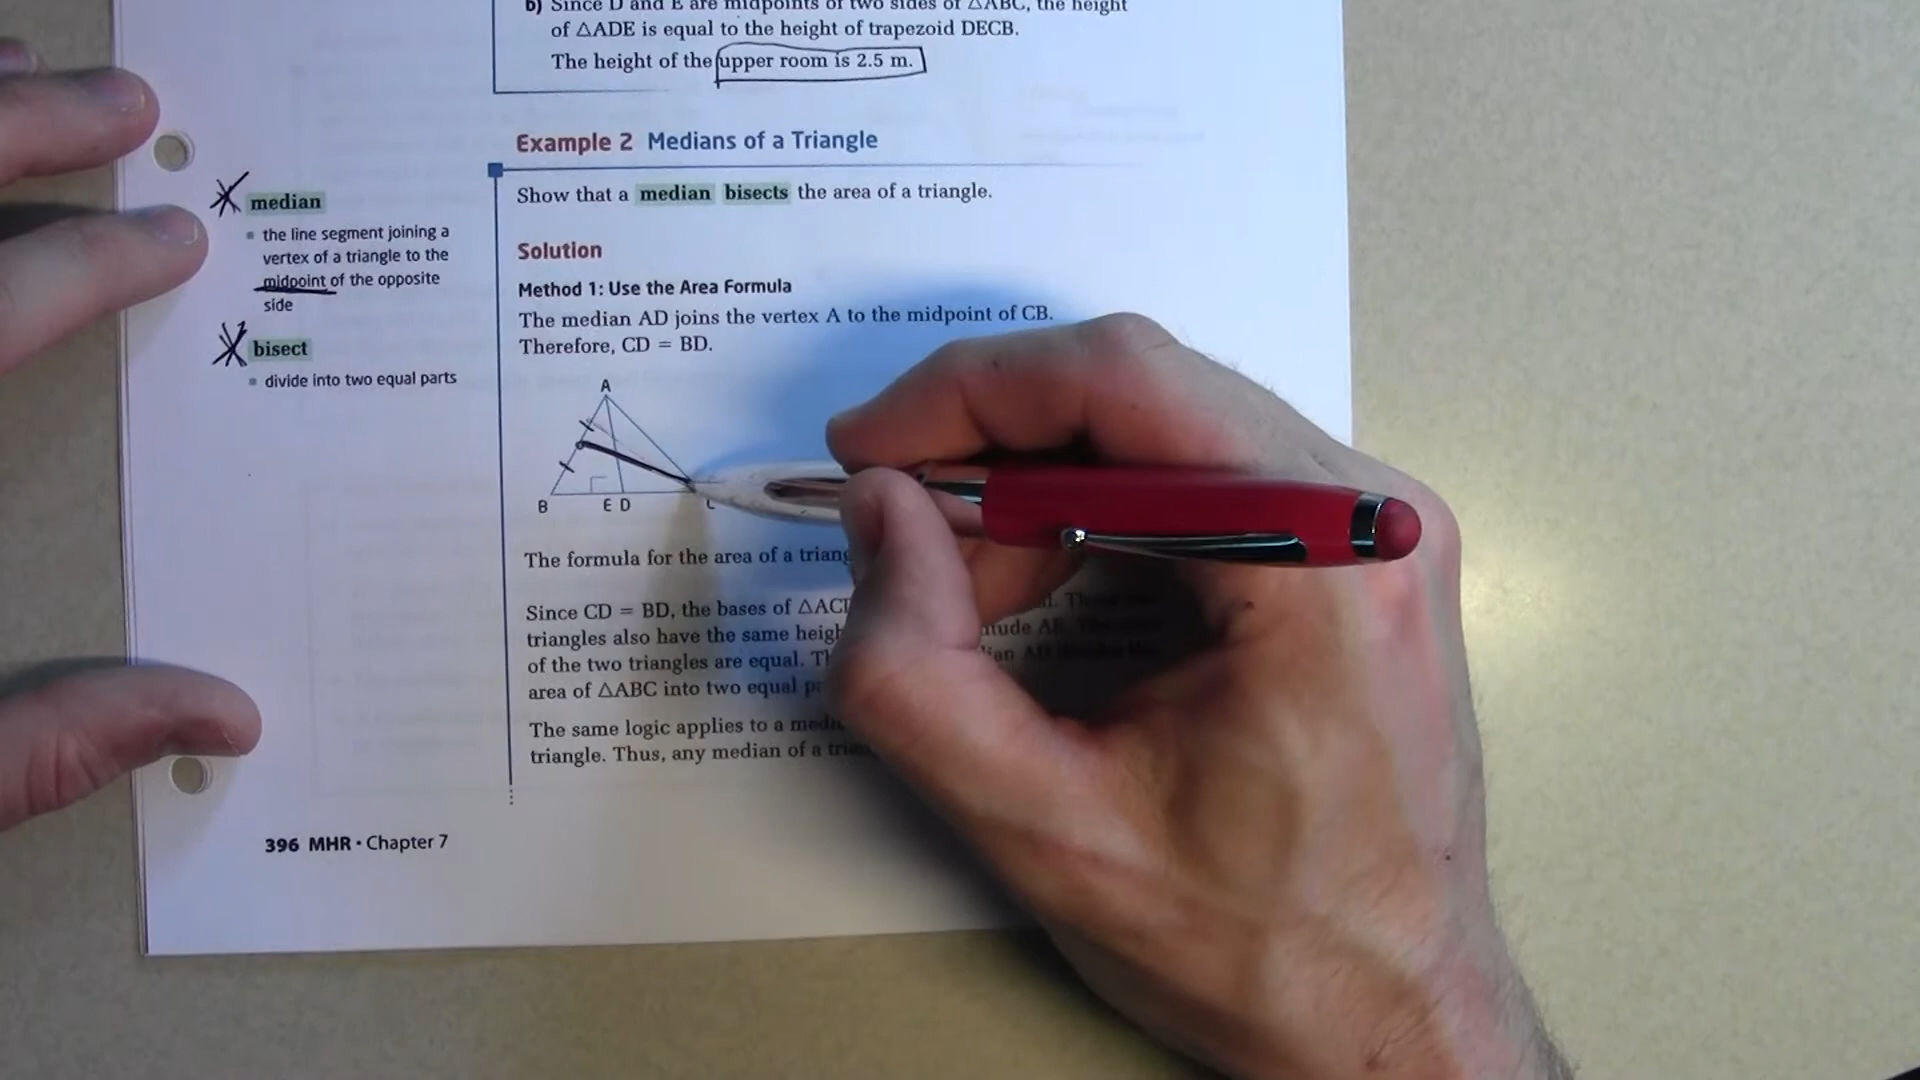 b) Since D and E are midpoints of two sides of △ABC, the height
of △ADE is equal to the height of trapezoid DECB.
The height of the upper room is 2.5 m.
Example 2 Medians of a Triangle
Show that a median bisects the area of a triangle.
median
▪ the line segment joining a
vertex of a triangle to the
midpoint of the opposite
side
bisect
▪ divide into two equal parts
Solution
Method 1: Use the Area Formula
The median AD joins the vertex A to the midpoint of CB.
Therefore, CD = BD.
A
B E D
The formula for the area of a
Since CD = BD, the bases of
triangles also have the same
of the two triangles are equal.
area of △ABC into two equal
The same logic applies to a
triangle. Thus, any median of a
396 MHR • Chapter 7